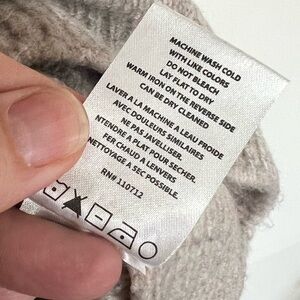 MACHINE WASH COLD
WITH LIKE COLORS
DO NOT BLEACH
LAY FLAT TO DRY
WARM IRON ON THE REVERSE SIDE
CAN BE DRY CLEANED
LAVER A LA MACHINE A L'EAU FROIDE
AVEC DOULEURS SIMILAIRES
NE PAS JAVELLISER.
NTENDRE A PLAT POUR SECHER.
FER CHAUD A L'ENVERS
NETTOYAGE A SEC POSSIBLE.
RN# 110712